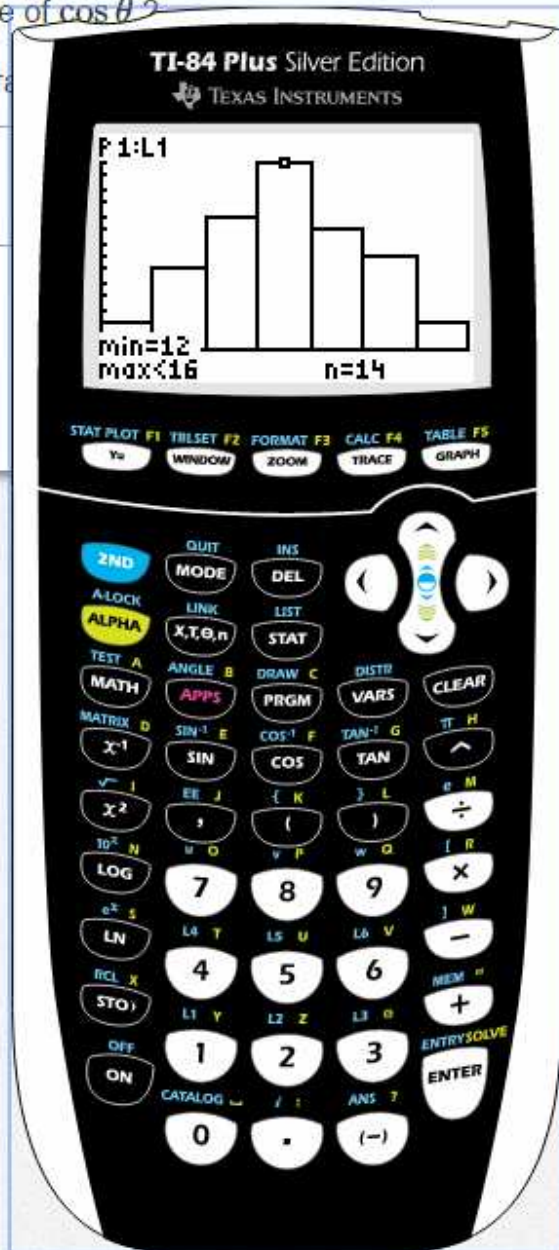 e of cos θ ?
ra
TI-84 Plus Silver Edition
TEXAS INSTRUMENTS
P1:L1
min=12
max<16 n=14
STAT PLOT F1 TBLSET F2 FORMAT F3 CALC F4 TABLE F5
Y= WINDOW ZOOM TRACE GRAPH
QUIT INS
2ND MODE DEL
A-LOCK LINK LIST
ALPHA X,T,Θ,n STAT
TEST A ANGLE B DRAW C DISTR
MATH APPS PRGM VARS CLEAR
MATRIX D SIN⁻¹ E COS⁻¹ F TAN⁻¹ G π H
x⁻¹ SIN COS TAN ^
√ I EE J { K } L e M
x² , ( ) ÷
10ˣ N u O v P w Q [ R
LOG 7 8 9 ×
eˣ S L4 T L5 U L6 V ] W
LN 4 5 6 −
RCL X L1 Y L2 Z L3 θ MEM "
STO› 1 2 3 +
OFF ENTRY SOLVE
ON ENTER
CATALOG ⎵ i : ANS ?
0 . (−)